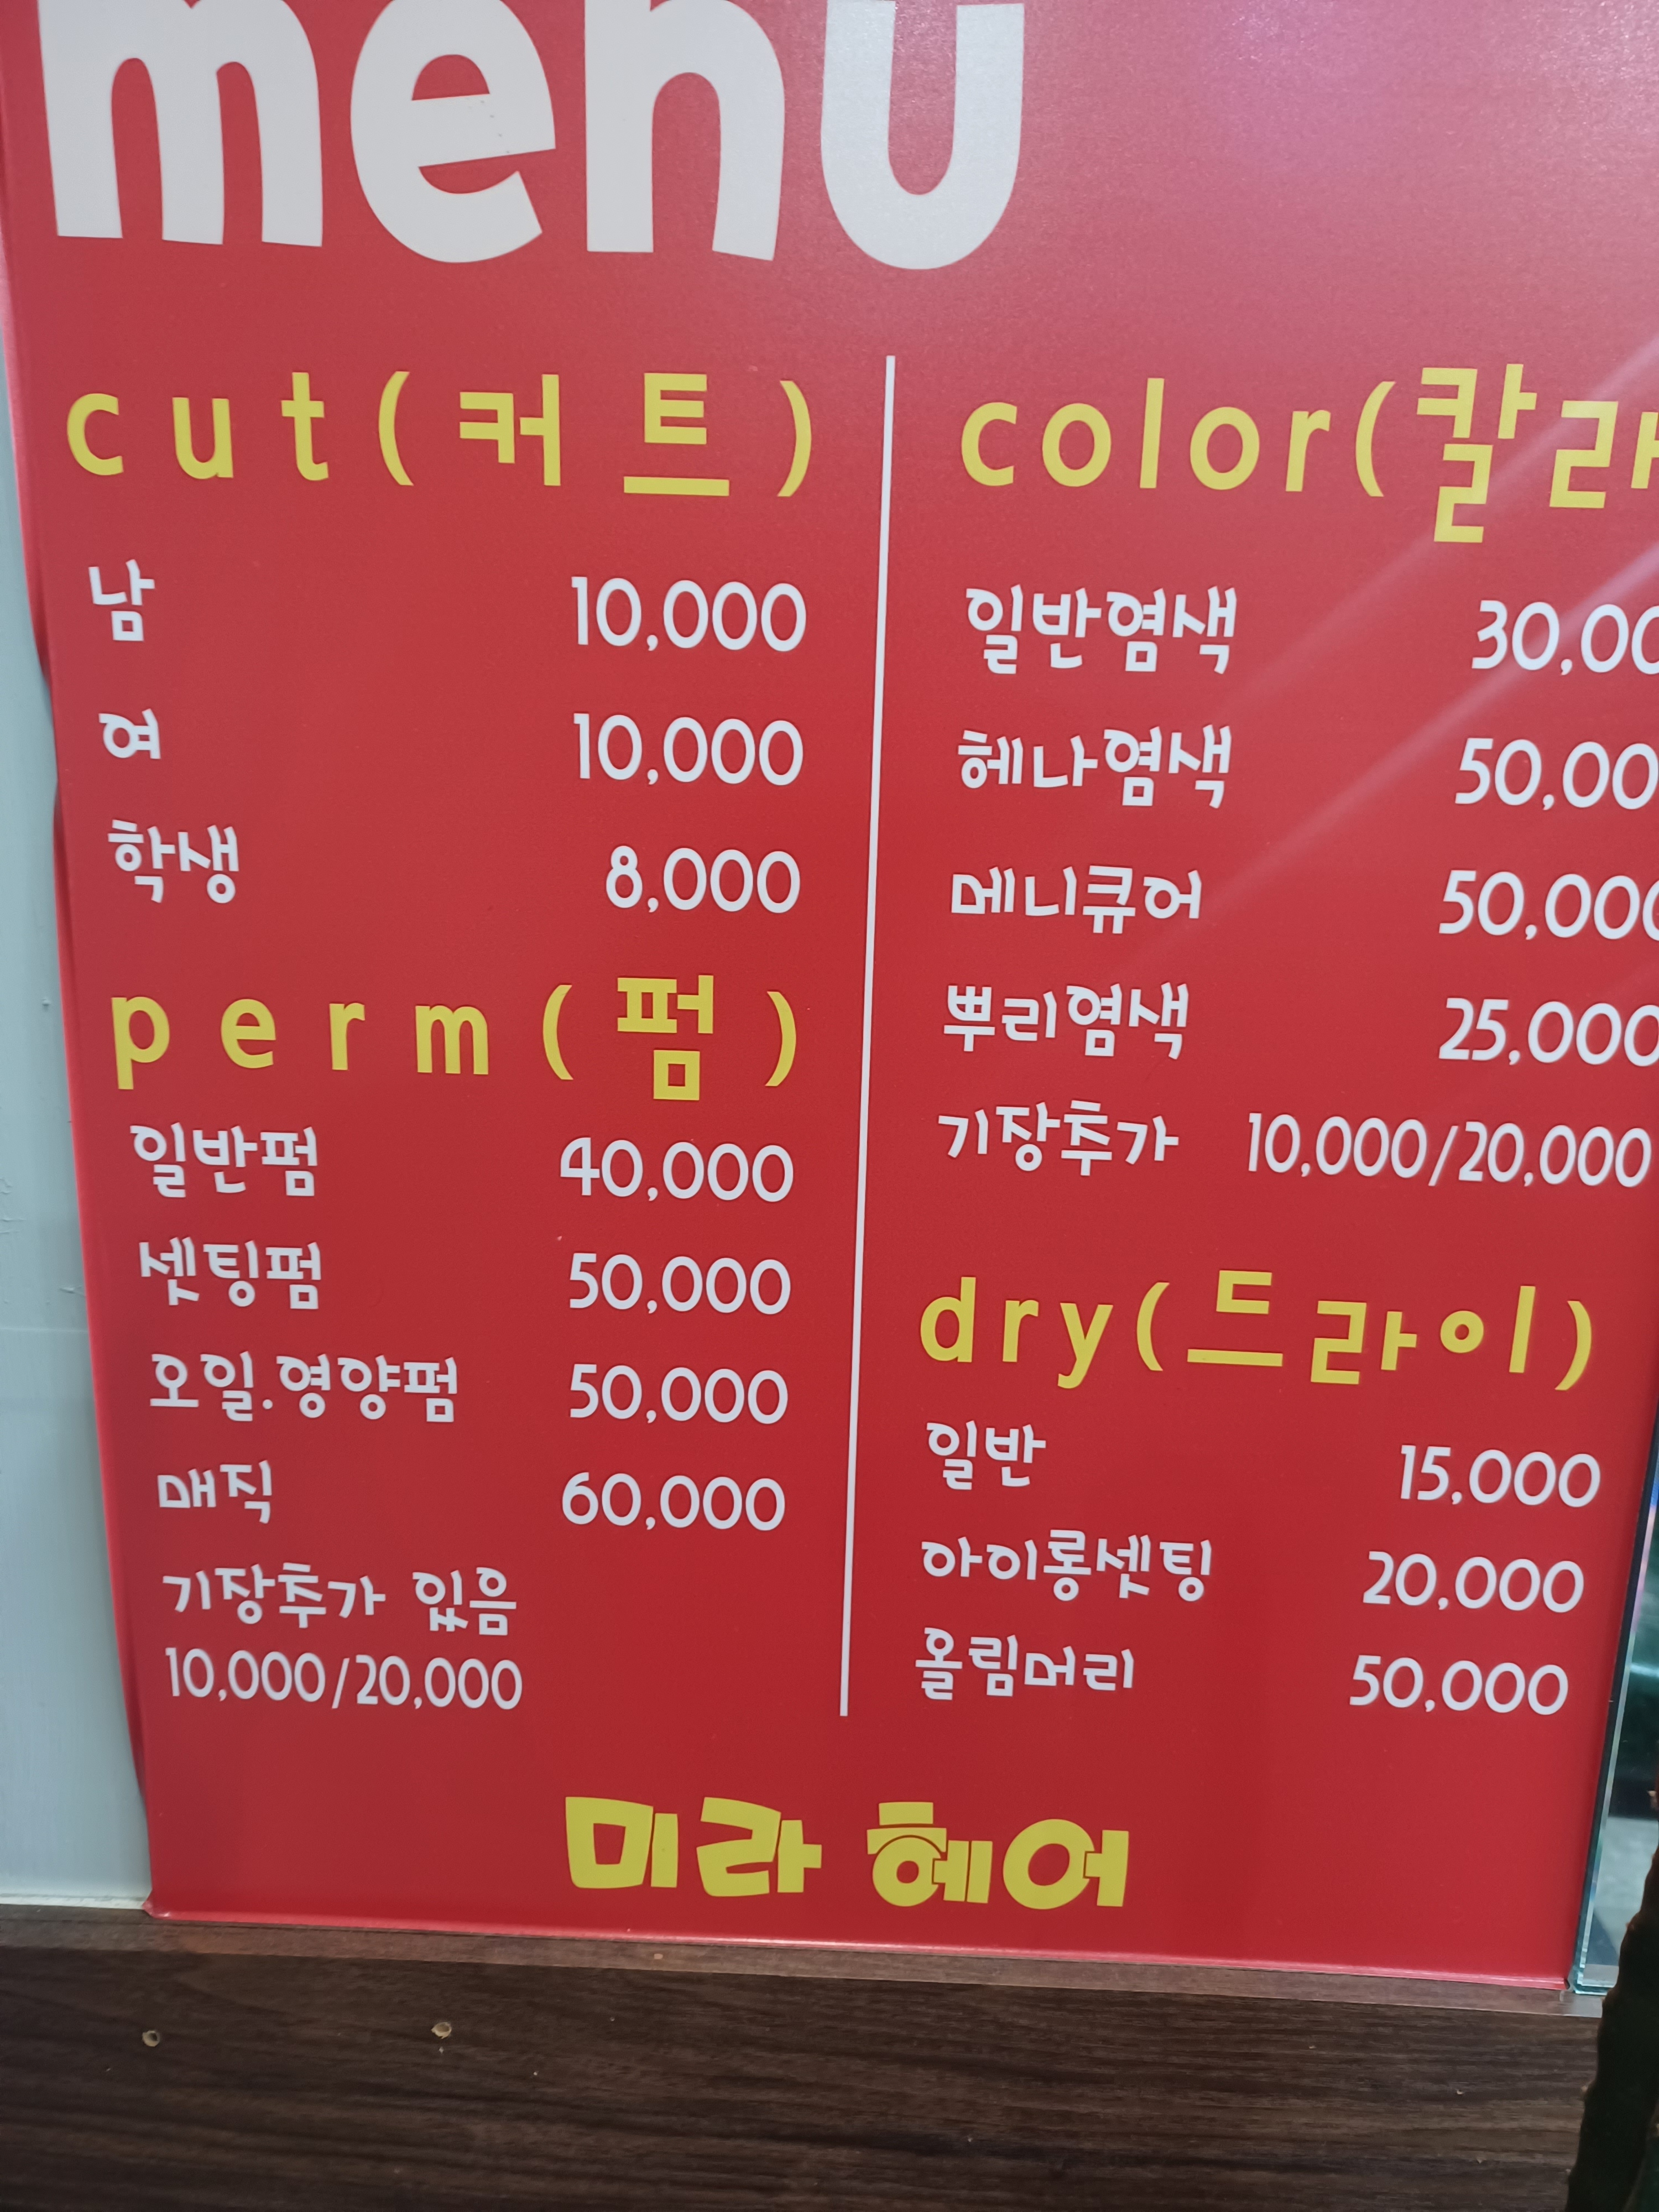 menu
cut(커트)
남 10,000
여 10,000
학생 8,000
perm(펌)
일반펌 40,000
셋팅펌 50,000
오일.영양펌 50,000
매직 60,000
기장추가 있음
10,000/20,000
color(칼라
일반염색 30,00
헤나염색 50,00
메니큐어 50,000
뿌리염색 25,000
기장추가 10,000/20,000
dry(드라이)
일반 15,000
아이롱셋팅 20,000
올림머리 50,000
미라 헤어